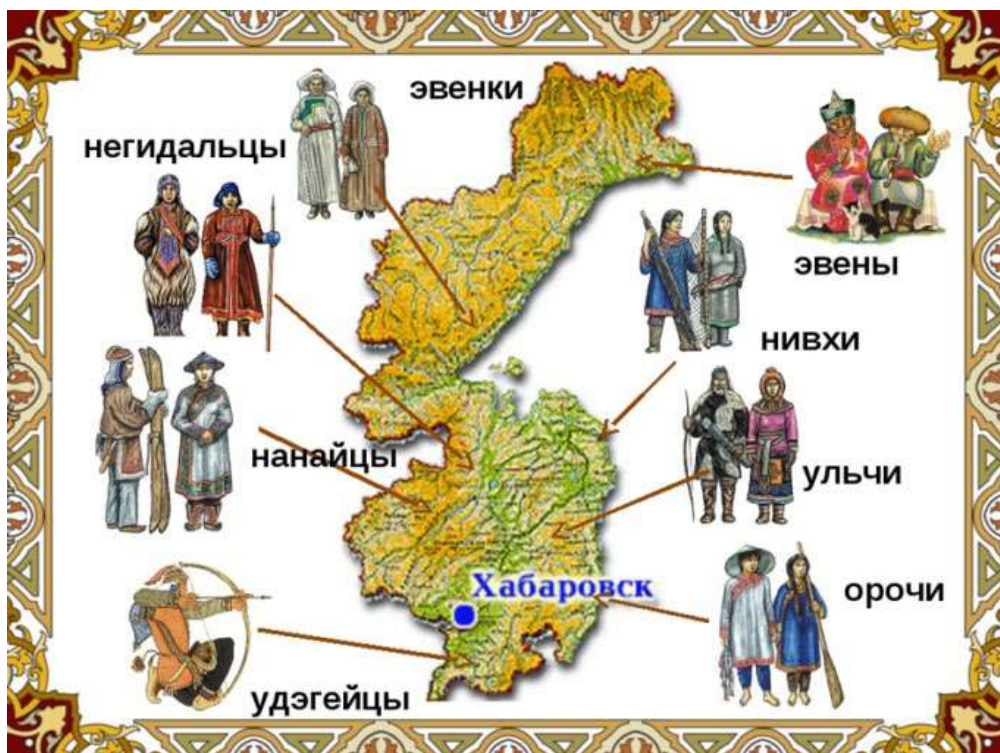 эвенки
негидальцы
эвены
нивхи
нанайцы
ульчи
Хабаровск
орочи
удэгейцы